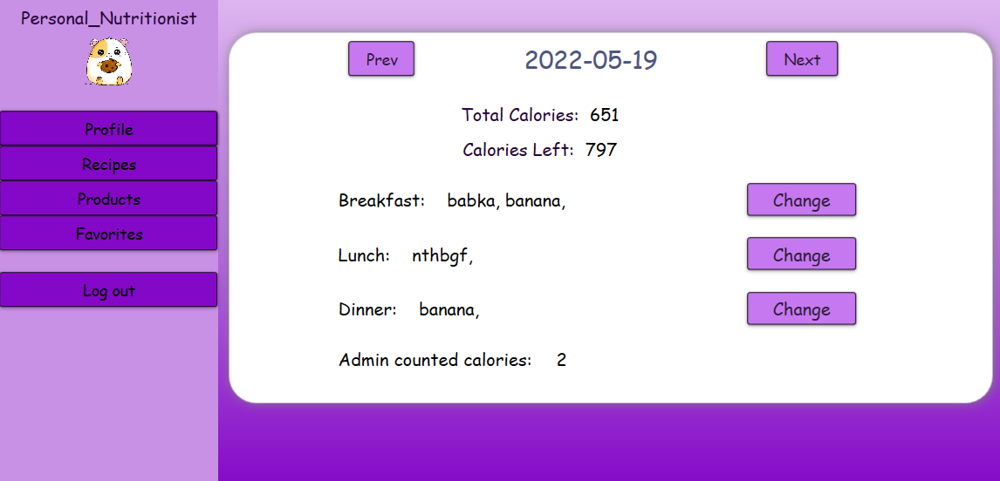 Personal_Nutritionist
Profile
Recipes
Products
Favorites
Log out
Prev 2022-05-19 Next
Total Calories: 651
Calories Left: 797
Breakfast: babka, banana, Change
Lunch: nthbgf, Change
Dinner: banana, Change
Admin counted calories: 2